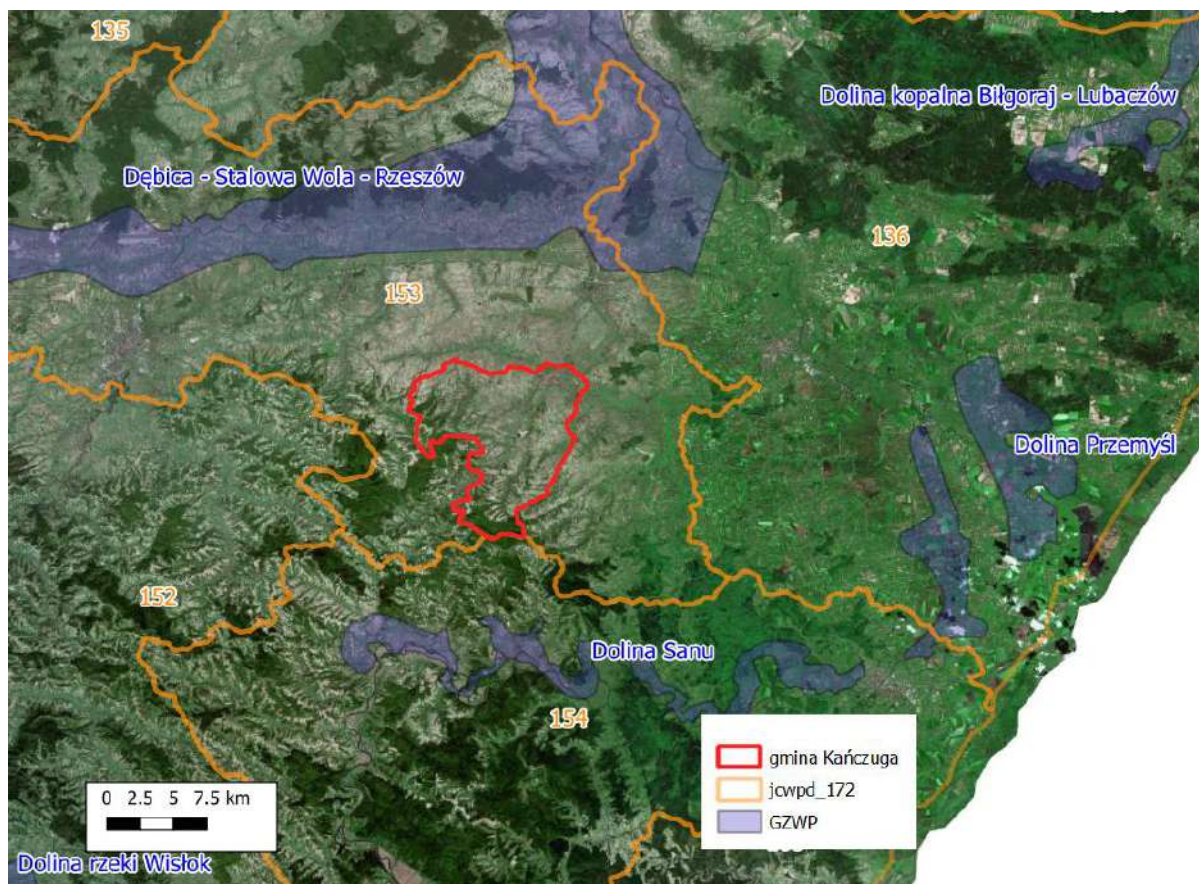 135
Dolina kopalna Biłgoraj - Lubaczów
Dębica - Stalowa Wola - Rzeszów
136
153
Dolina Przemyśl
152
Dolina Sanu
154
gmina Kańczuga
jcwpd_172
GZWP
0 2.5 5 7.5 km
Dolina rzeki Wisłok